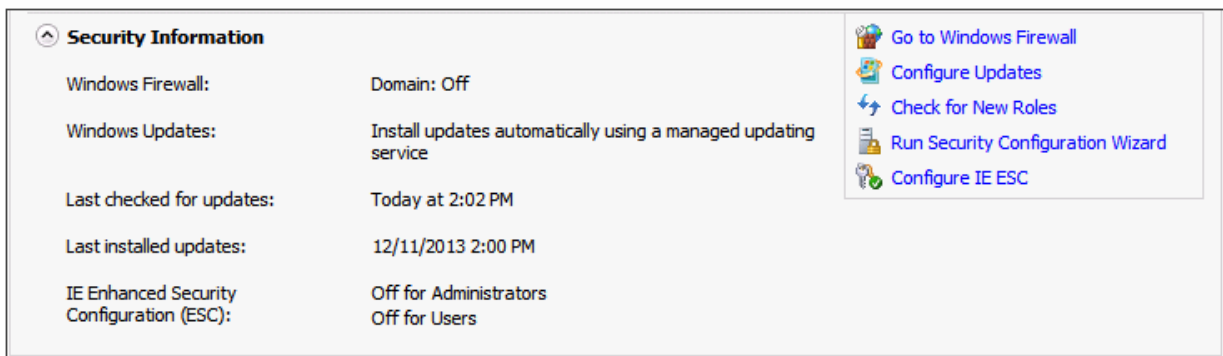 Security Information
Windows Firewall: Domain: Off
Windows Updates: Install updates automatically using a managed updating
service
Last checked for updates: Today at 2:02 PM
Last installed updates: 12/11/2013 2:00 PM
IE Enhanced Security Off for Administrators
Configuration (ESC): Off for Users
Go to Windows Firewall
Configure Updates
Check for New Roles
Run Security Configuration Wizard
Configure IE ESC